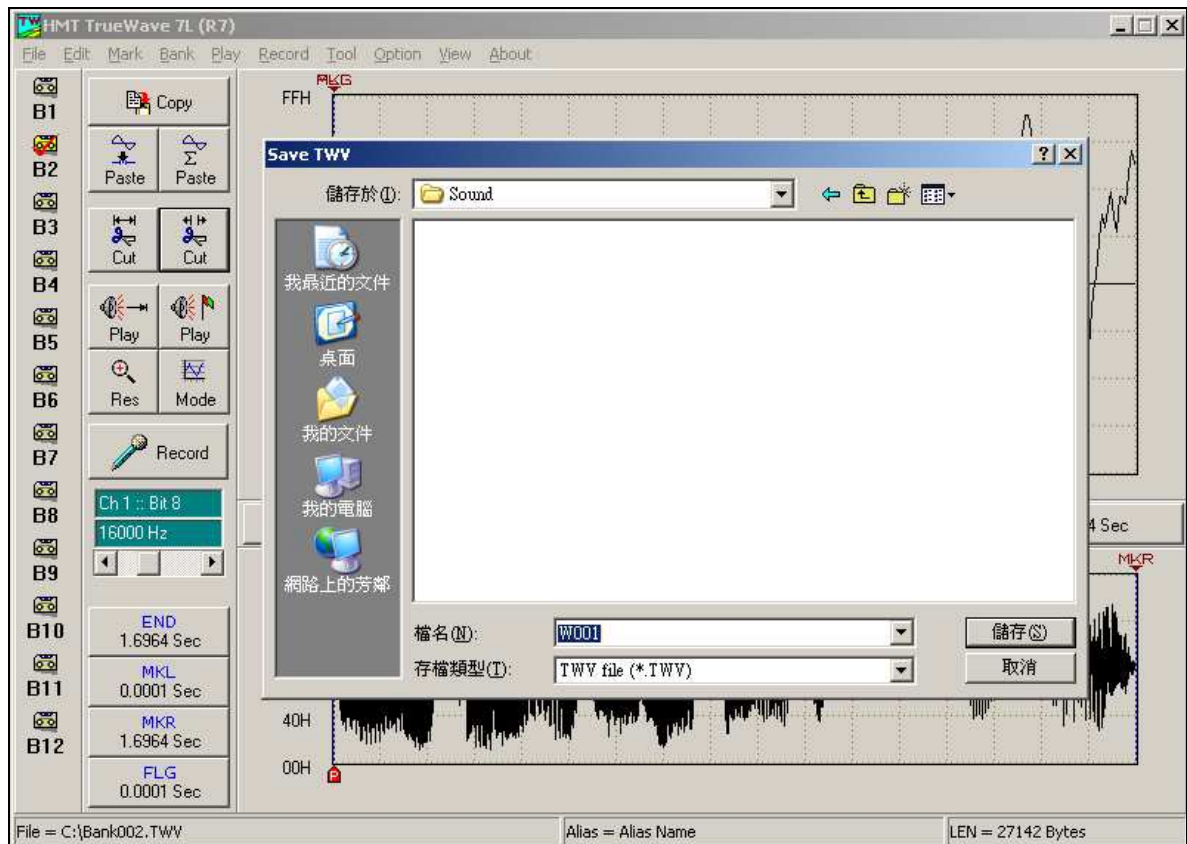 HMT TrueWave 7L (R7)
File Edit Mark Bank Play Record Tool Option View About
B1
B2
B3
B4
B5
B6
B7
B8
B9
B10
B11
B12
Copy
Paste Paste
Cut Cut
Play Play
Res Mode
Record
Ch 1 :: Bit 8
16000 Hz
END
1.6964 Sec
MKL
0.0001 Sec
MKR
1.6964 Sec
FLG
0.0001 Sec
MKG
FFH
Save TWV
儲存於(I): Sound
我最近的文件
桌面
我的文件
我的電腦
網路上的芳鄰
檔名(N): W001 儲存(S)
存檔類型(T): TWV file (*.TWV) 取消
4 Sec
MKR
40H
00H
P
File = C:\Bank002.TWV Alias = Alias Name LEN = 27142 Bytes